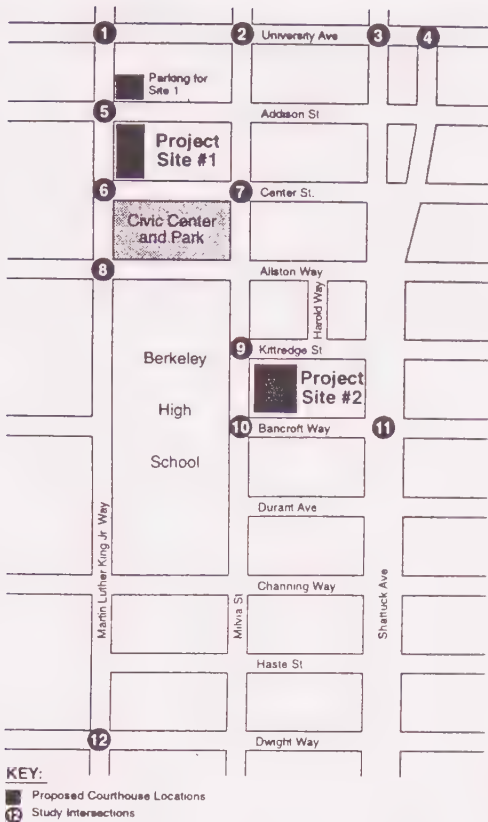 1
2
University Ave
3
4
Parking for
Site 1
5
Addison St
Project
Site #1
6
7
Center St.
Civic Center
and Park
8
Allston Way
Harold Way
9
Kittredge St
Berkeley
High
School
Project
Site #2
10
Bancroft Way
11
Durant Ave
Martin Luther King Jr. Way
Milvia St
Shattuck Ave
Channing Way
Haste St
12
Dwight Way
KEY:
Proposed Courthouse Locations
12 Study Intersections